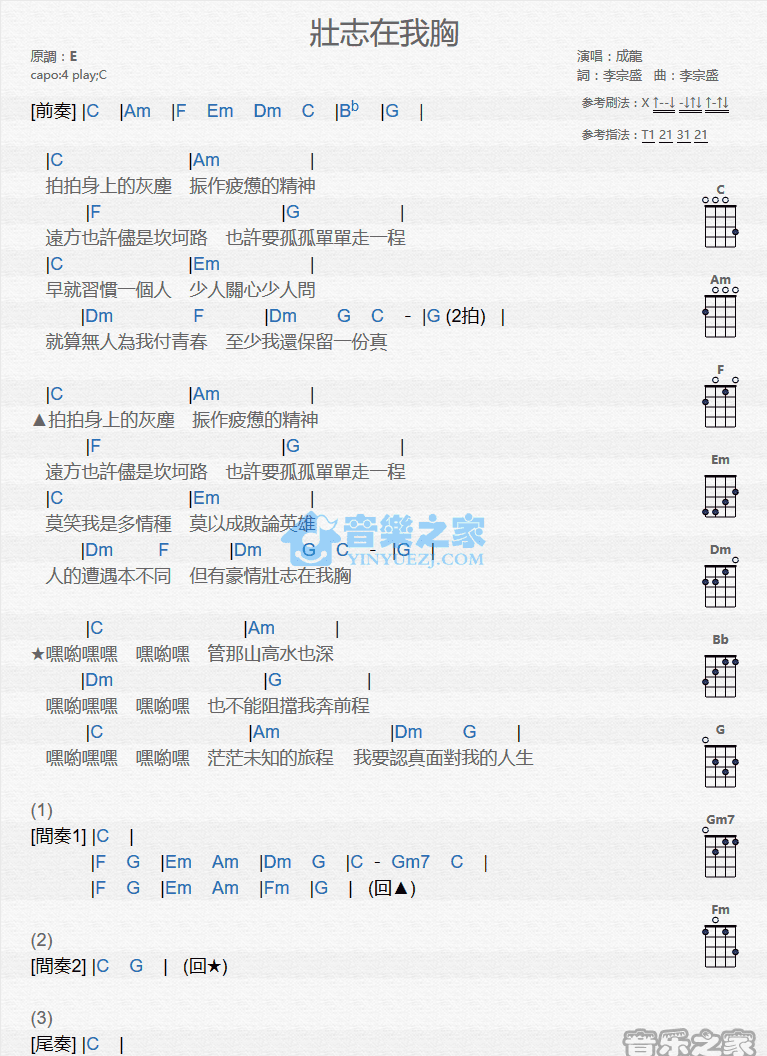 壯志在我胸
原調：E
capo:4 play;C
演唱：成龍
詞：李宗盛 曲：李宗盛
参考刷法：X ↑--↓ -↓↑↓ ↑-↑↓
参考指法：T1 21 31 21
[前奏] |C |Am |F Em Dm C |Bb |G |
|C |Am |
拍拍身上的灰塵 振作疲憊的精神
|F |G |
遠方也許儘是坎坷路 也許要孤孤單單走一程
|C |Em |
早就習慣一個人 少人關心少人問
|Dm F |Dm G C - |G (2拍) |
就算無人為我付青春 至少我還保留一份真
|C |Am |
▲拍拍身上的灰塵 振作疲憊的精神
|F |G |
遠方也許儘是坎坷路 也許要孤孤單單走一程
|C |Em |
莫笑我是多情種 莫以成敗論英雄
|Dm F |Dm G C - |G |
人的遭遇本不同 但有豪情壯志在我胸
|C |Am |
★嘿喲嘿嘿 嘿喲嘿 管那山高水也深
|Dm |G |
嘿喲嘿嘿 嘿喲嘿 也不能阻擋我奔前程
|C |Am |Dm G |
嘿喲嘿嘿 嘿喲嘿 茫茫未知的旅程 我要認真面對我的人生
(1)
[間奏1] |C |
|F G |Em Am |Dm G |C - Gm7 C |
|F G |Em Am |Fm |G | (回▲)
(2)
[間奏2] |C G | (回★)
(3)
[尾奏] |C |
C
Am
F
Em
Dm
Bb
G
Gm7
Fm
音樂之家
YINYUEZJ.COM
音乐之家